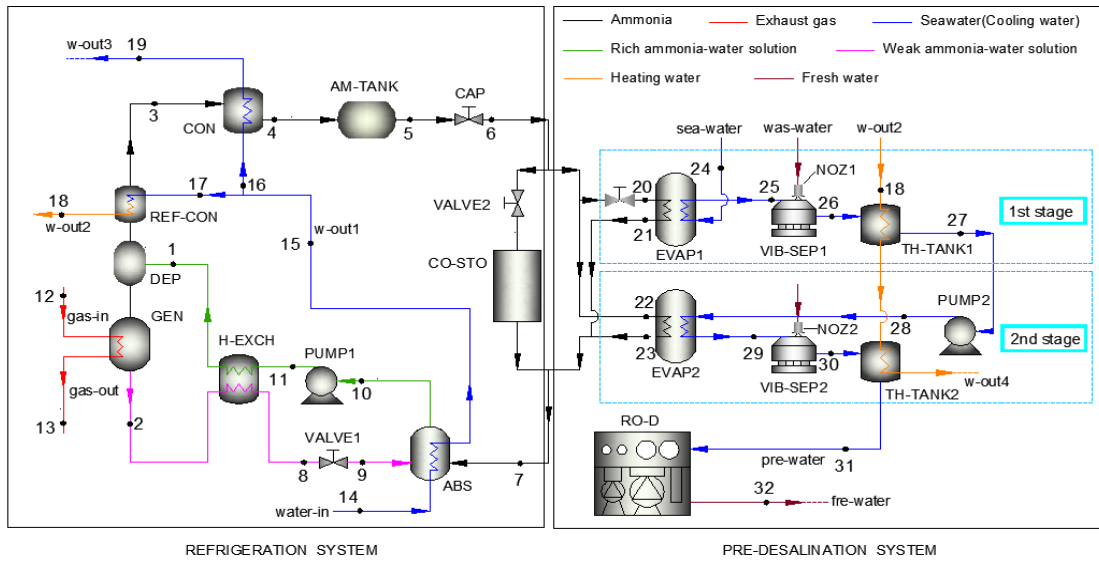 w-out3
19
AM-TANK
CAP
3
CON
4
5
6
17
16
18
REF-CON
w-out2
15
w-out1
1
DEP
12
gas-in
GEN
H-EXCH
PUMP1
11
10
gas-out
13
2
VALVE1
8
9
ABS
7
14
water-in
VALVE2
CO-STO
REFRIGERATION SYSTEM
Ammonia
Exhaust gas
Seawater(Cooling water)
Rich ammonia-water solution
Weak ammonia-water solution
Heating water
Fresh water
sea-water
was-water
w-out2
24
NOZ1
20
25
26
18
27
1st stage
21
EVAP1
VIB-SEP1
TH-TANK1
PUMP2
22
28
NOZ2
2nd stage
23
29
30
EVAP2
VIB-SEP2
w-out4
TH-TANK2
RO-D
pre-water
31
32
fre-water
PRE-DESALINATION SYSTEM